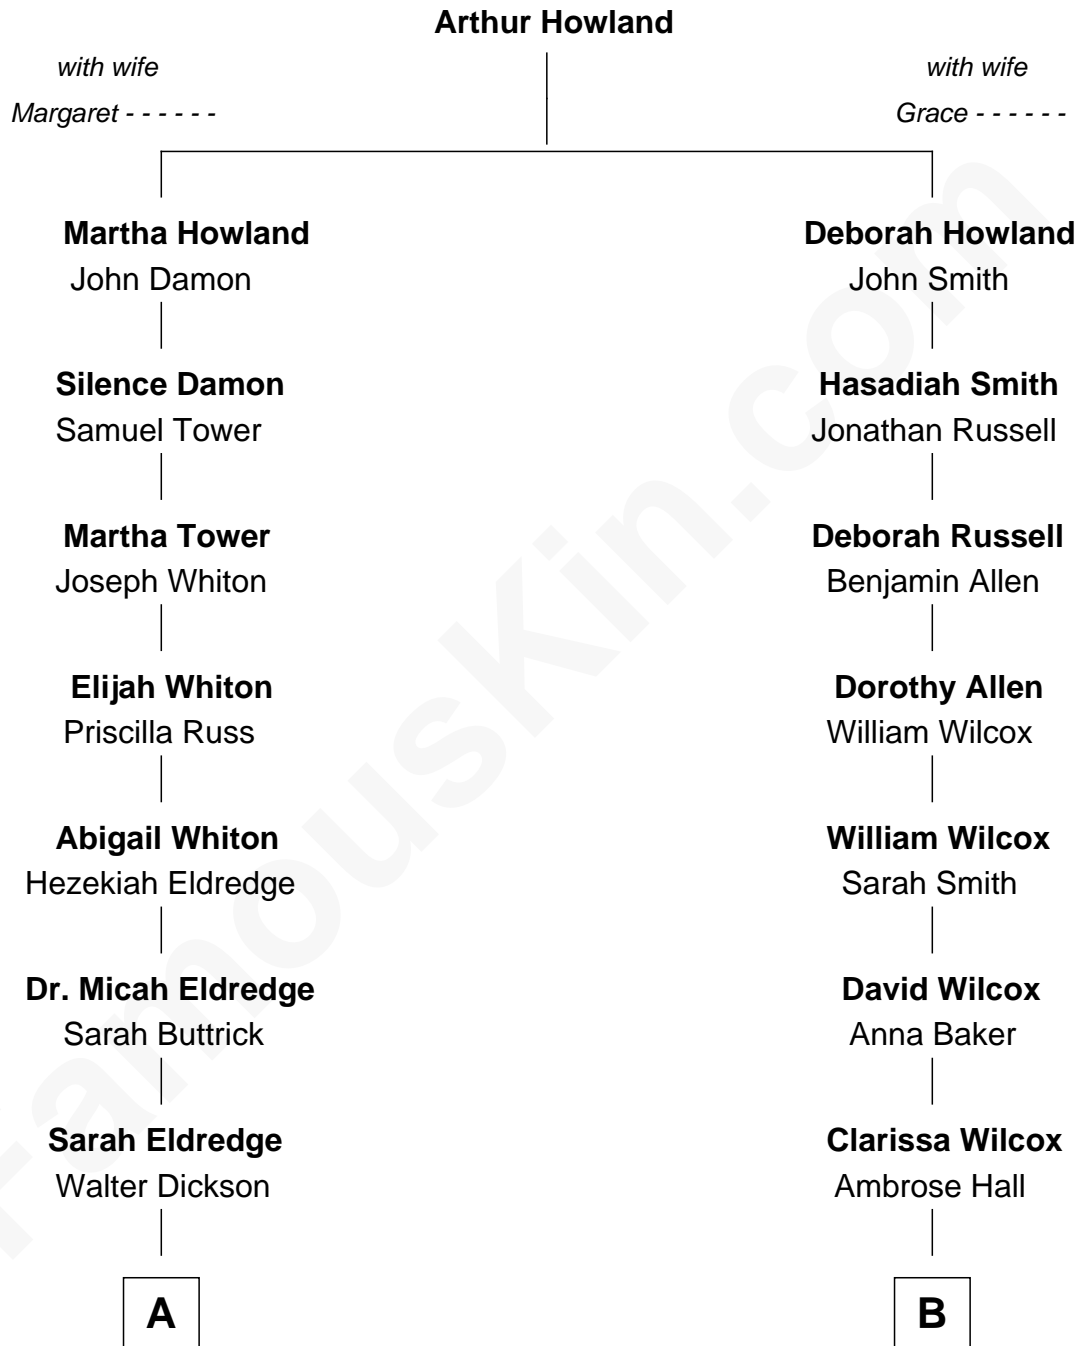 Arthur Howland
with wife
Margaret - - - - - -
with wife
Grace - - - - - -
Martha Howland
John Damon
Deborah Howland
John Smith
Silence Damon
Samuel Tower
Hasadiah Smith
Jonathan Russell
Martha Tower
Joseph Whiton
Deborah Russell
Benjamin Allen
Elijah Whiton
Priscilla Russ
Dorothy Allen
William Wilcox
Abigail Whiton
Hezekiah Eldredge
William Wilcox
Sarah Smith
Dr. Micah Eldredge
Sarah Buttrick
David Wilcox
Anna Baker
Sarah Eldredge
Walter Dickson
Clarissa Wilcox
Ambrose Hall
A
B
FamousKin.com